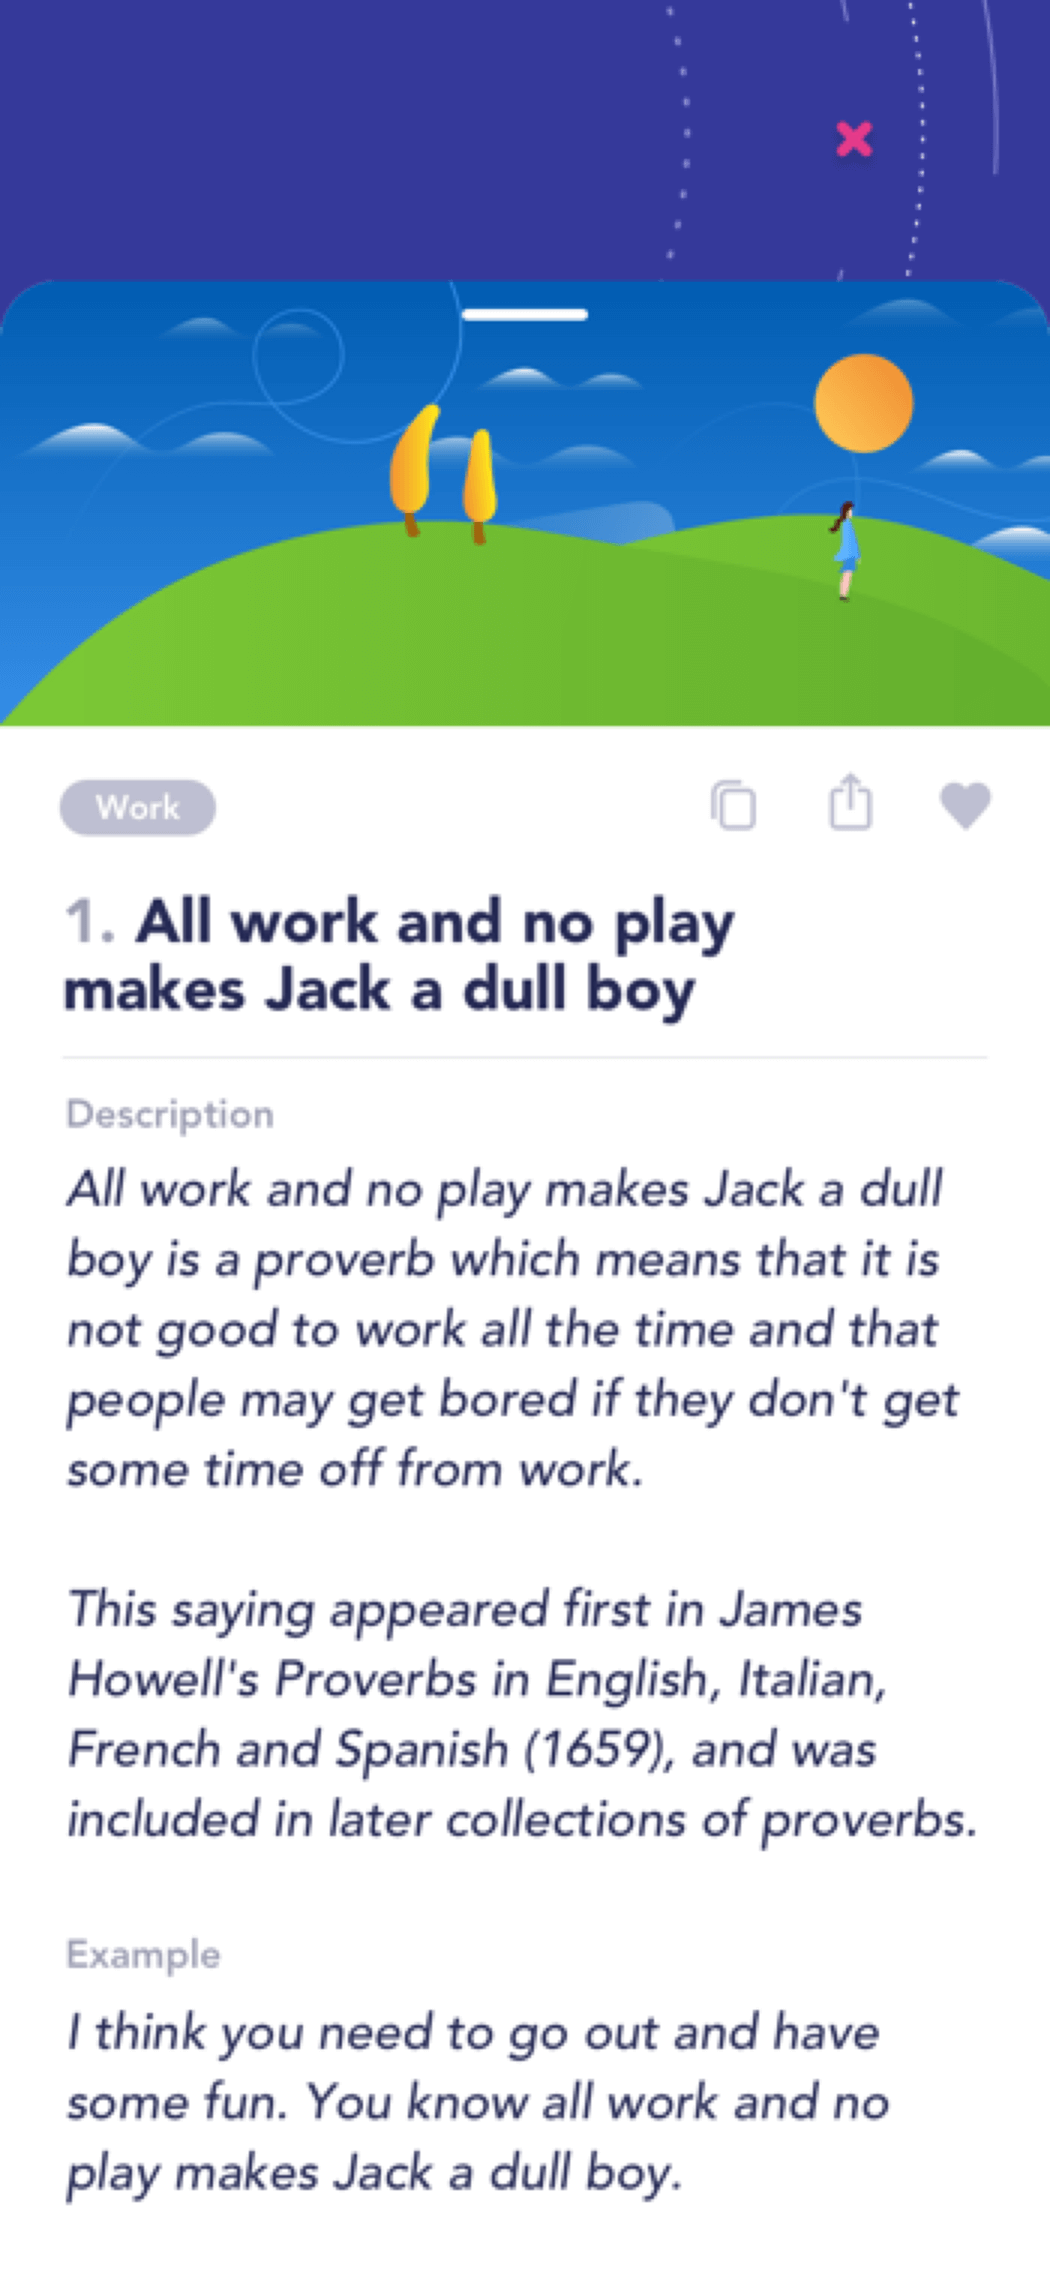 Work
1. All work and no play
makes Jack a dull boy
Description
All work and no play makes Jack a dull
boy is a proverb which means that it is
not good to work all the time and that
people may get bored if they don't get
some time off from work.
This saying appeared first in James
Howell's Proverbs in English, Italian,
French and Spanish (1659), and was
included in later collections of proverbs.
Example
I think you need to go out and have
some fun. You know all work and no
play makes Jack a dull boy.